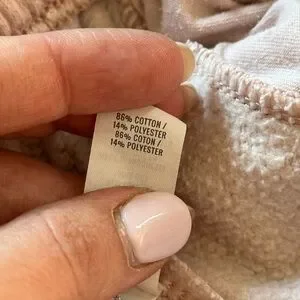 86% COTTON /
14% POLYESTER
86% COTON /
14% POLYESTER